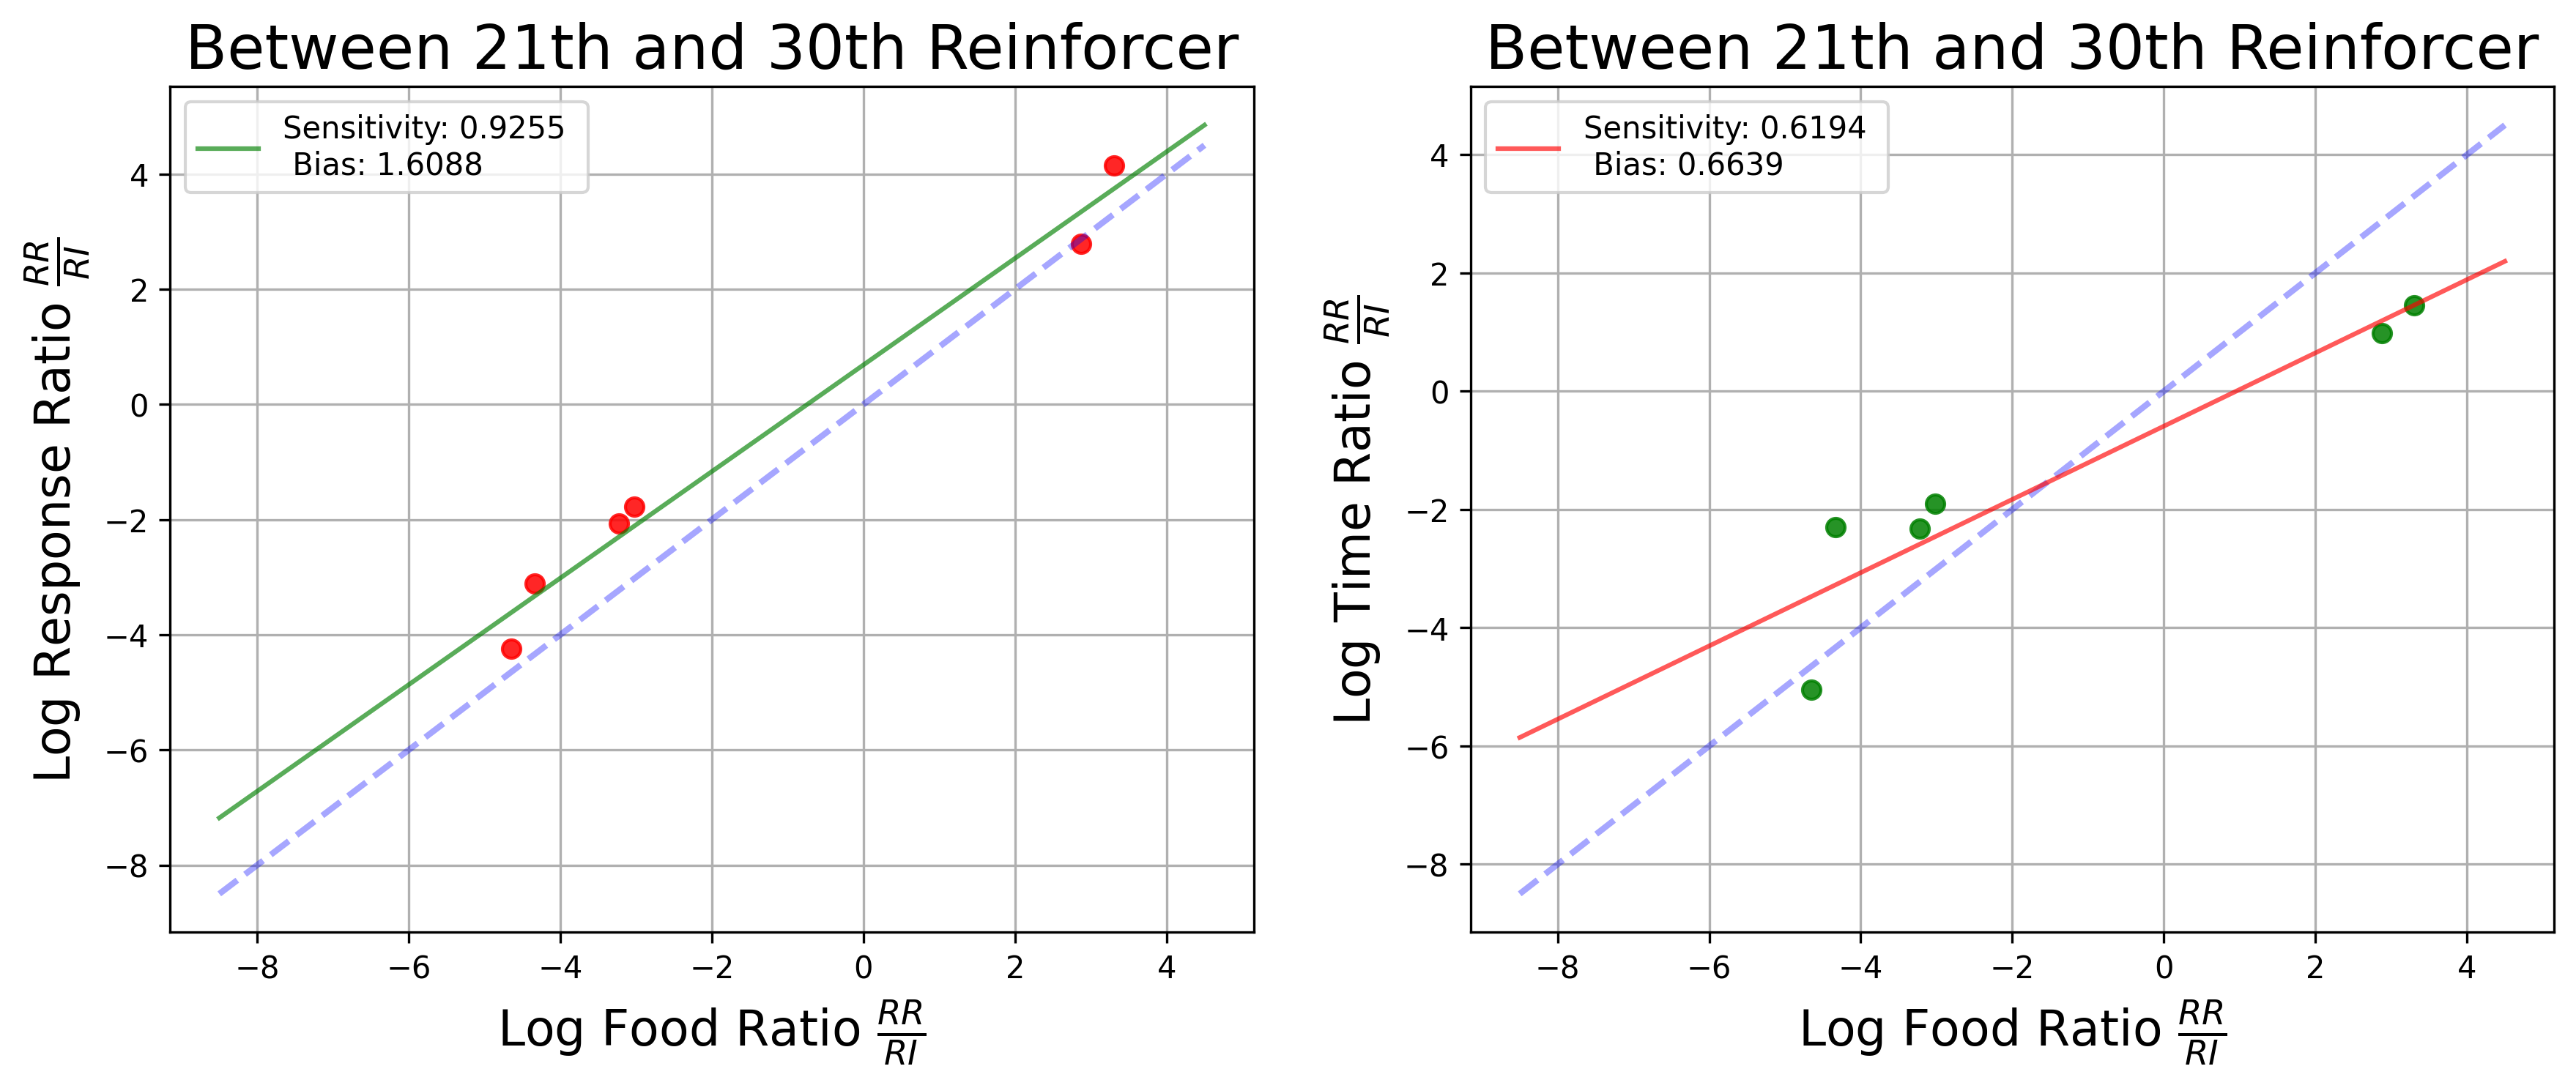 Between 21th and 30th Reinforcer
Sensitivity: 0.9255
Bias: 1.6088
4
2
0
−2
−4
−6
−8
−8 −6 −4 −2 0 2 4
Log Response Ratio RR/RI
Log Food Ratio RR/RI
Between 21th and 30th Reinforcer
Sensitivity: 0.6194
Bias: 0.6639
4
2
0
−2
−4
−6
−8
−8 −6 −4 −2 0 2 4
Log Time Ratio RR/RI
Log Food Ratio RR/RI